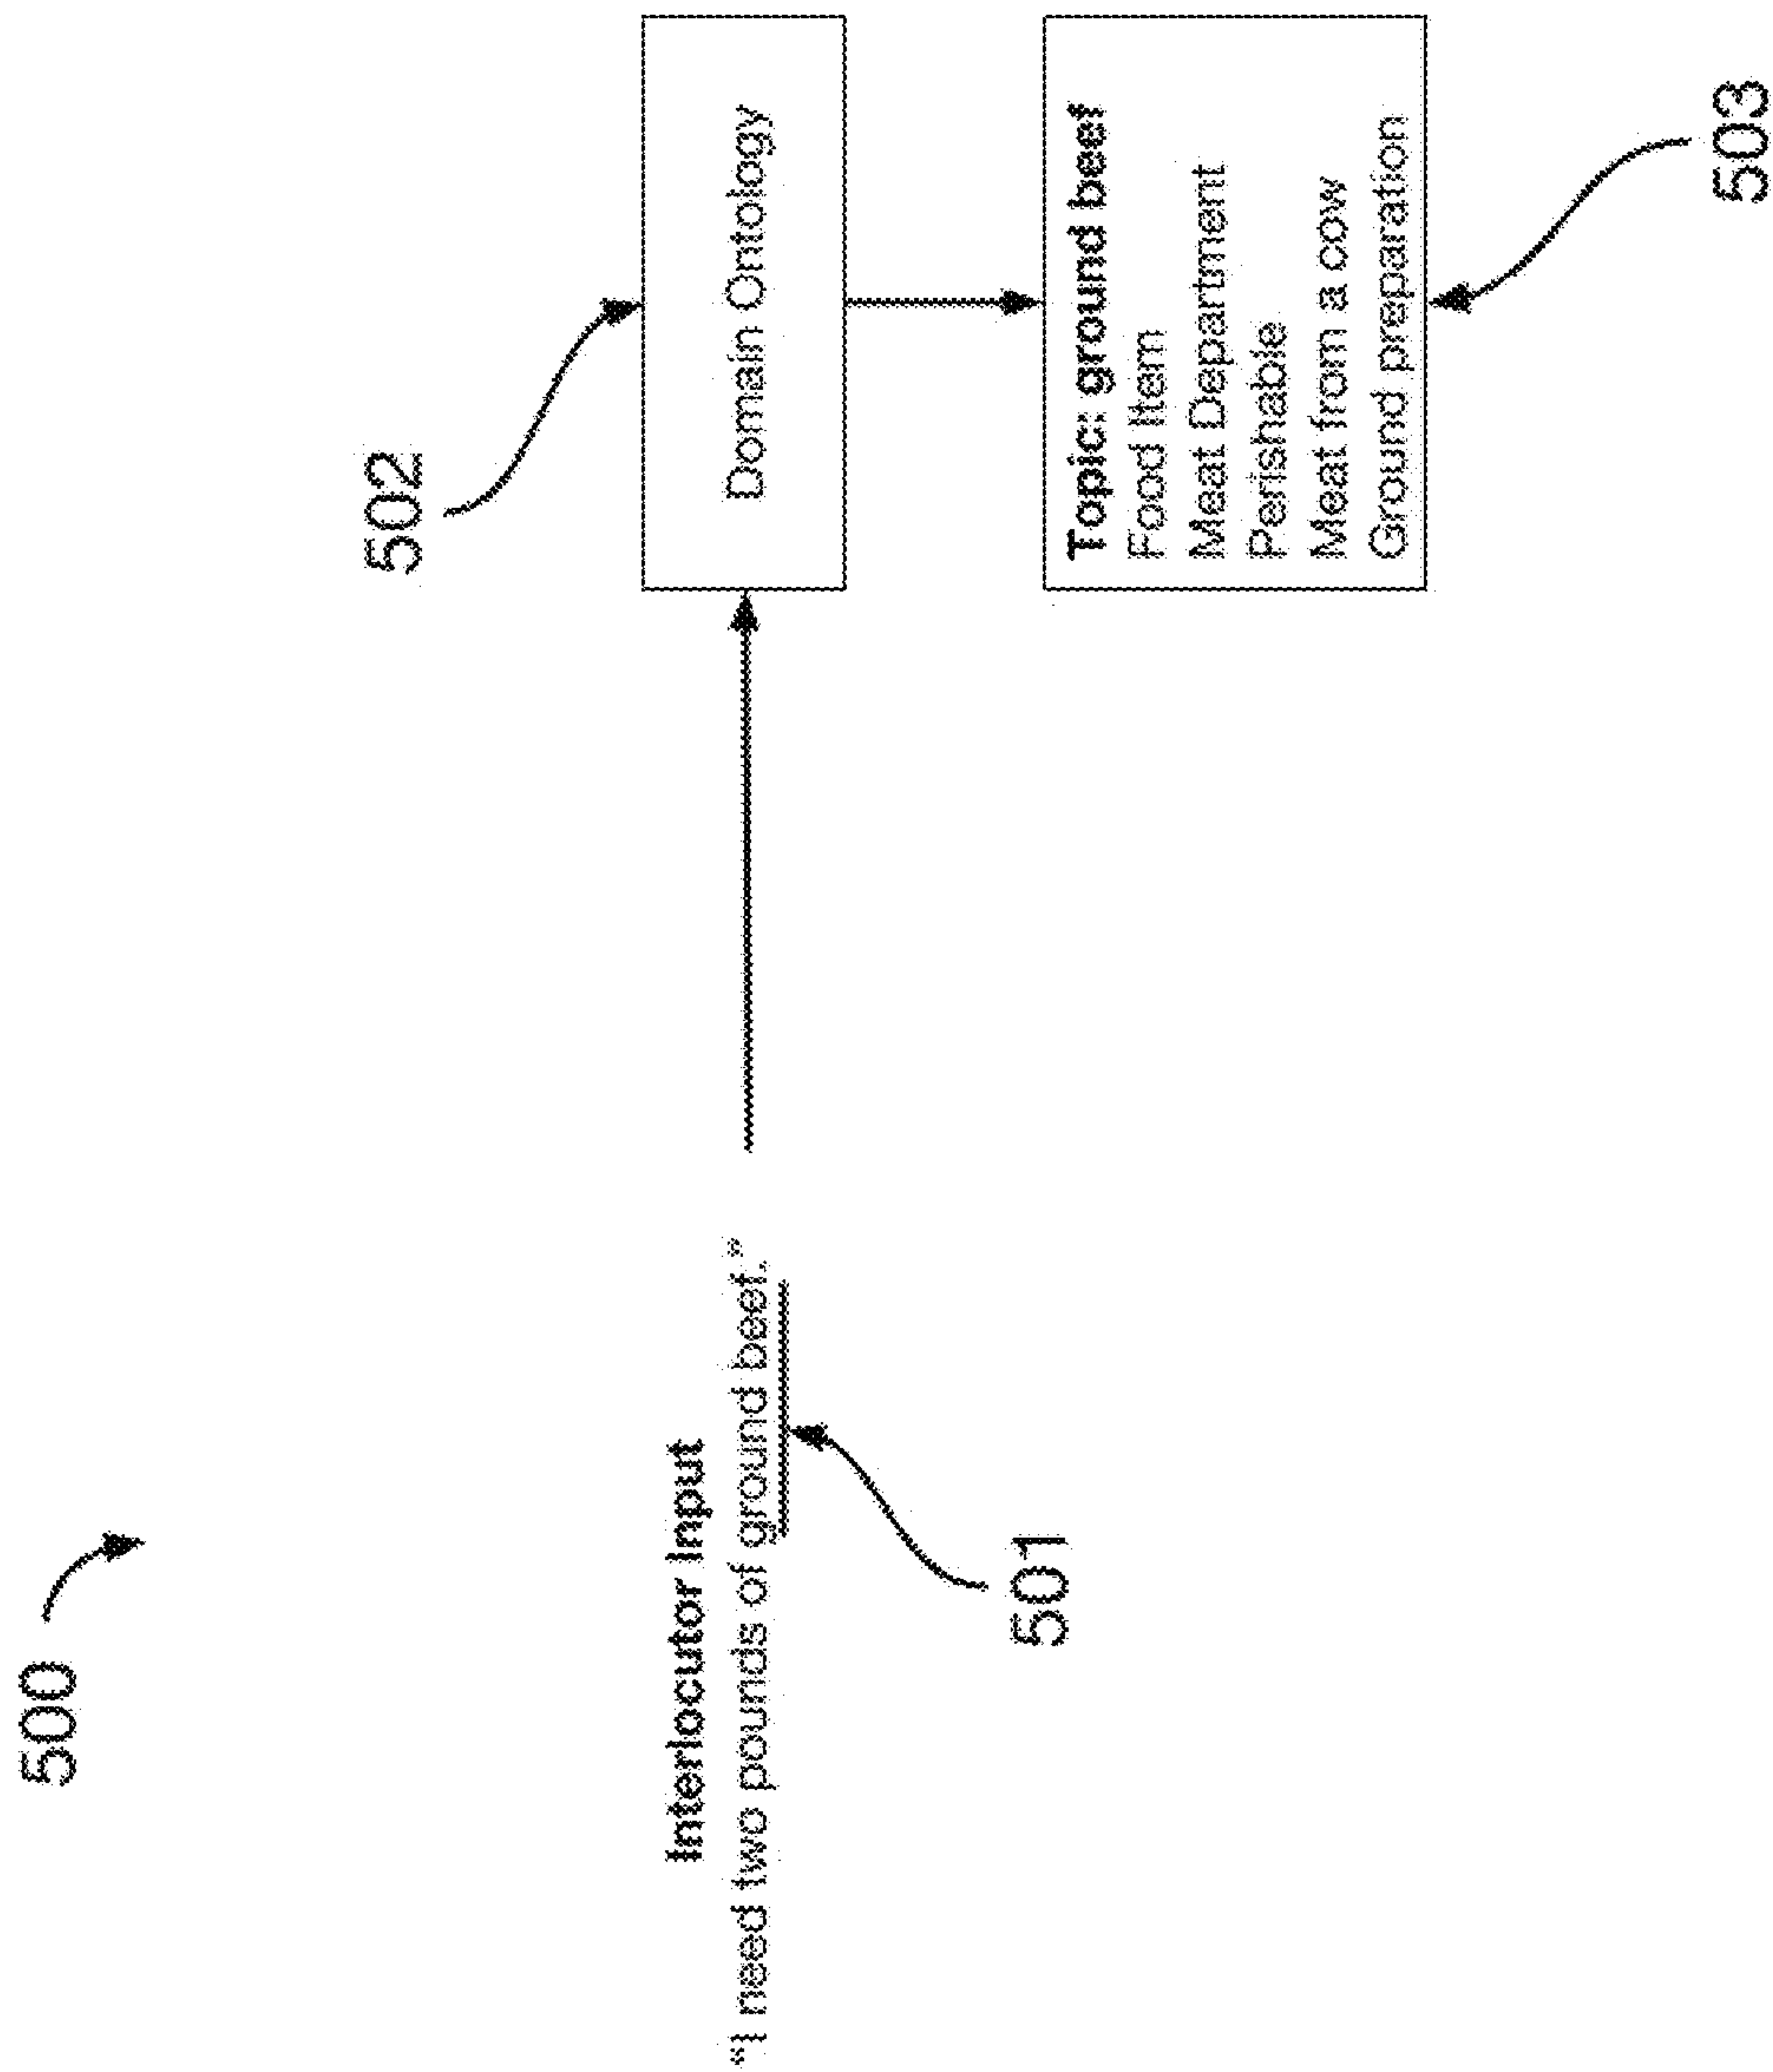 500
502
Interlocutor Input
“I need two pounds of ground beef.”
Domain Ontology
501
Topic: ground beef
Food Item
Meat Department
Perishable
Meat from a cow
Ground preparation
503